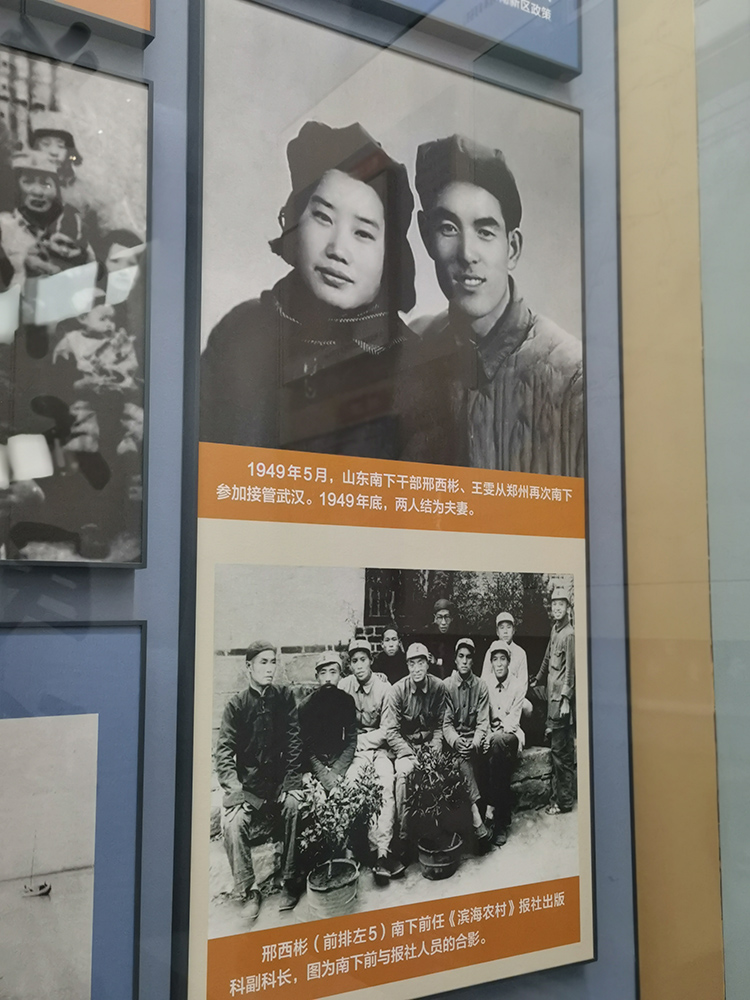 新区政策
1949年5月，山东南下干部邢西彬、王雯从郑州再次南下
参加接管武汉。1949年底，两人结为夫妻。
邢西彬（前排左5）南下前任《滨海农村》报社出版
科副科长，图为南下前与报社人员的合影。